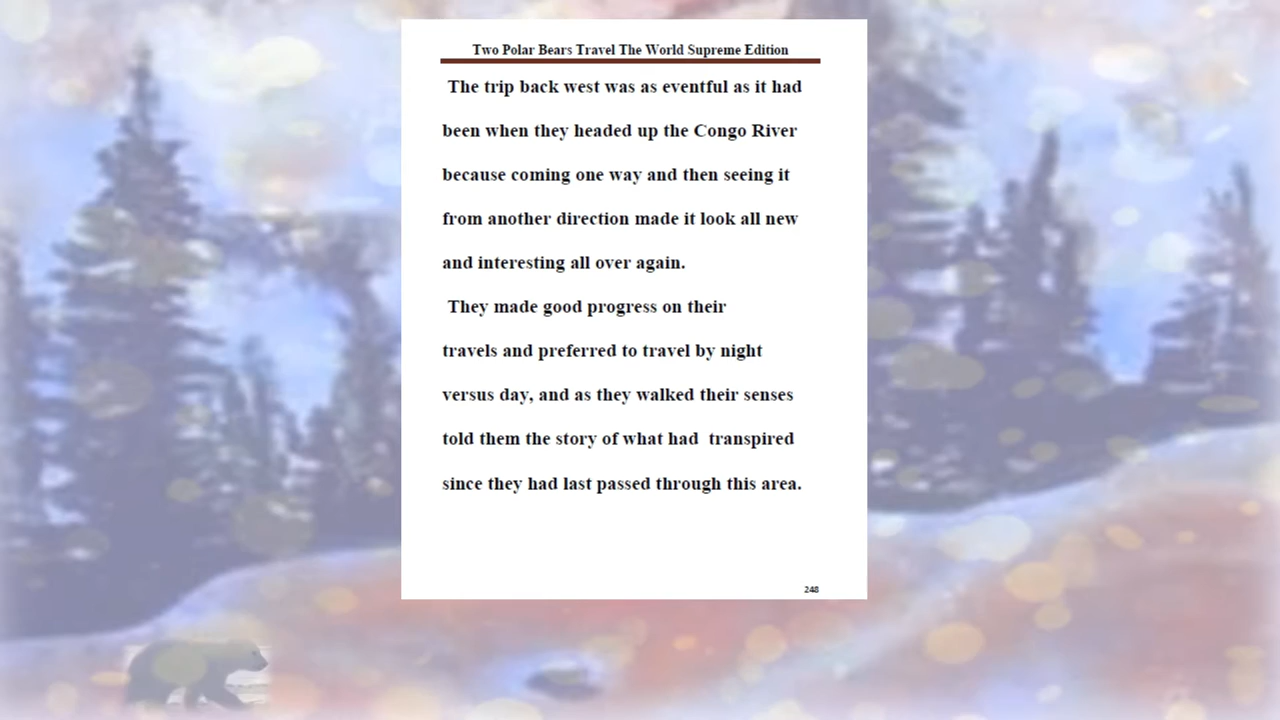 Two Polar Bears Travel The World Supreme Edition
The trip back west was as eventful as it had
been when they headed up the Congo River
because coming one way and then seeing it
from another direction made it look all new
and interesting all over again.
They made good progress on their
travels and preferred to travel by night
versus day, and as they walked their senses
told them the story of what had  transpired
since they had last passed through this area.
248